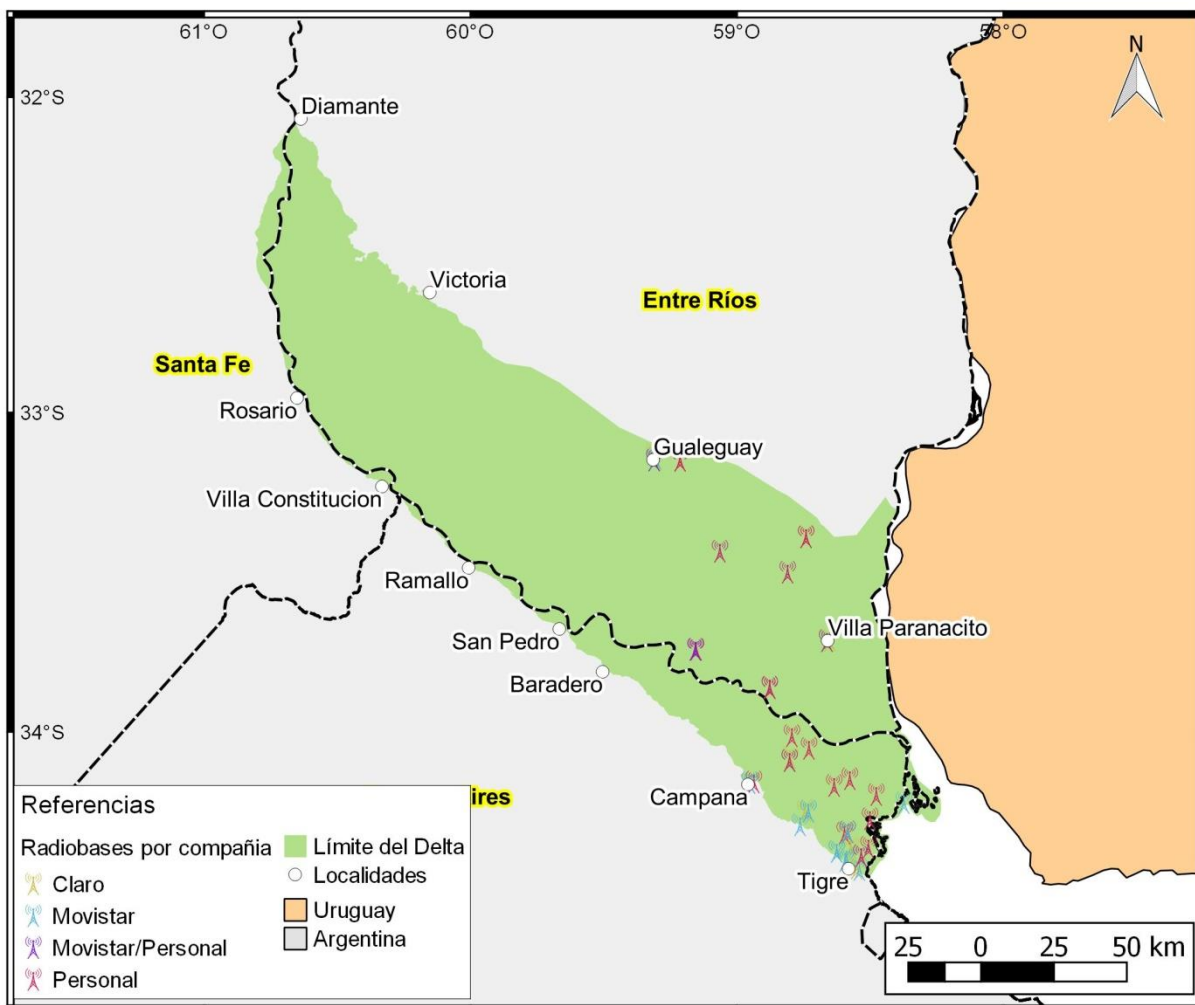 61°O
60°O
59°O
58°O
N
32°S
Diamante
Victoria
Entre Ríos
Santa Fe
33°S
Rosario
Gualeguay
Villa Constitucion
Ramallo
San Pedro
Villa Paranacito
Baradero
34°S
Campana
ires
Tigre
Referencias
Radiobases por compañia
Claro
Movistar
Movistar/Personal
Personal
Límite del Delta
Localidades
Uruguay
Argentina
25 0 25 50 km